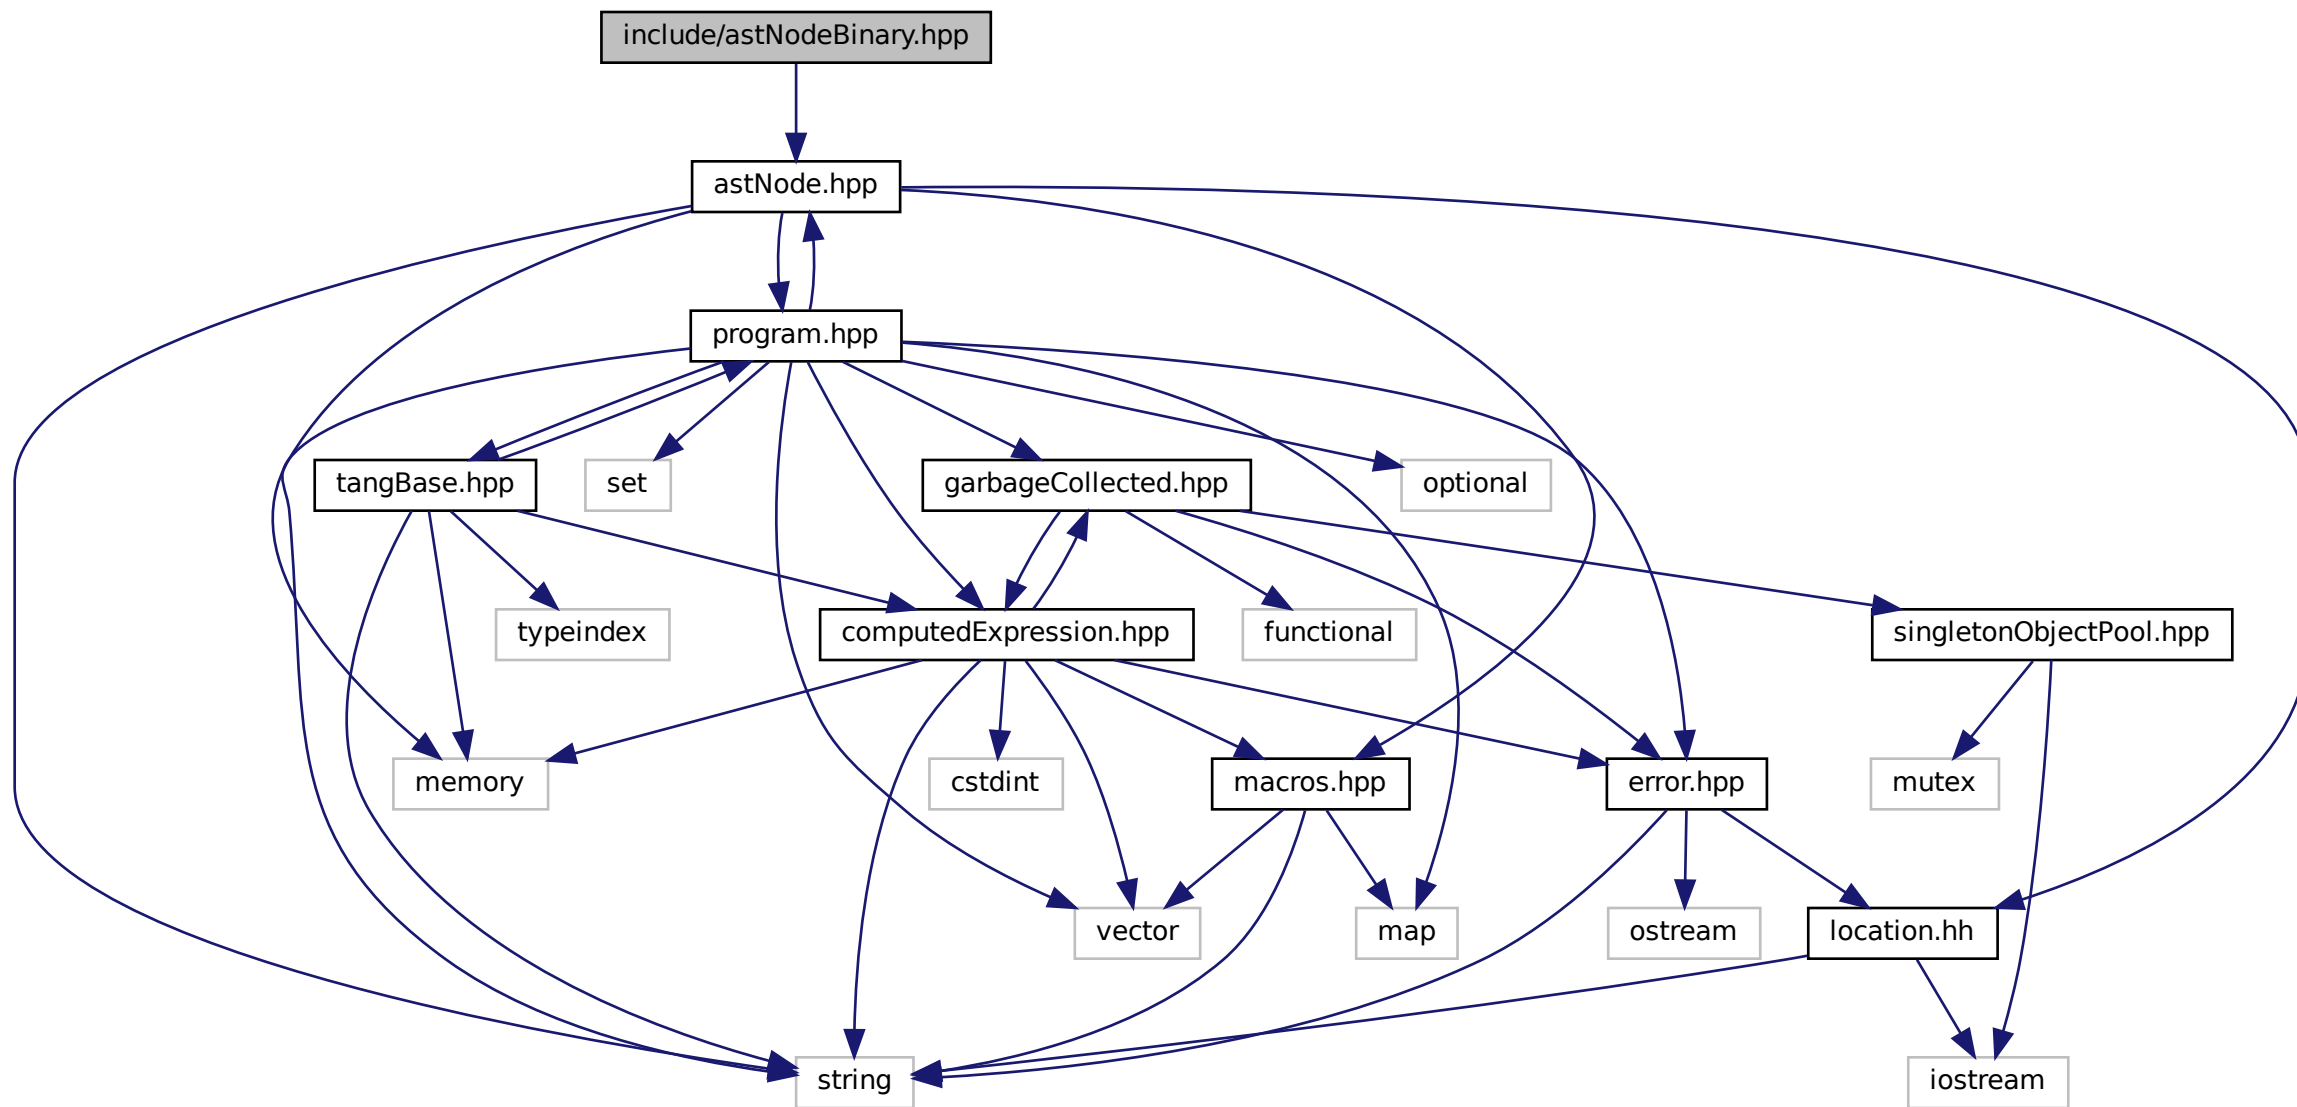 include/astNodeBinary.hpp
astNode.hpp
program.hpp
tangBase.hpp
set
garbageCollected.hpp
optional
typeindex
computedExpression.hpp
functional
singletonObjectPool.hpp
memory
cstdint
macros.hpp
error.hpp
mutex
vector
map
ostream
location.hh
string
iostream